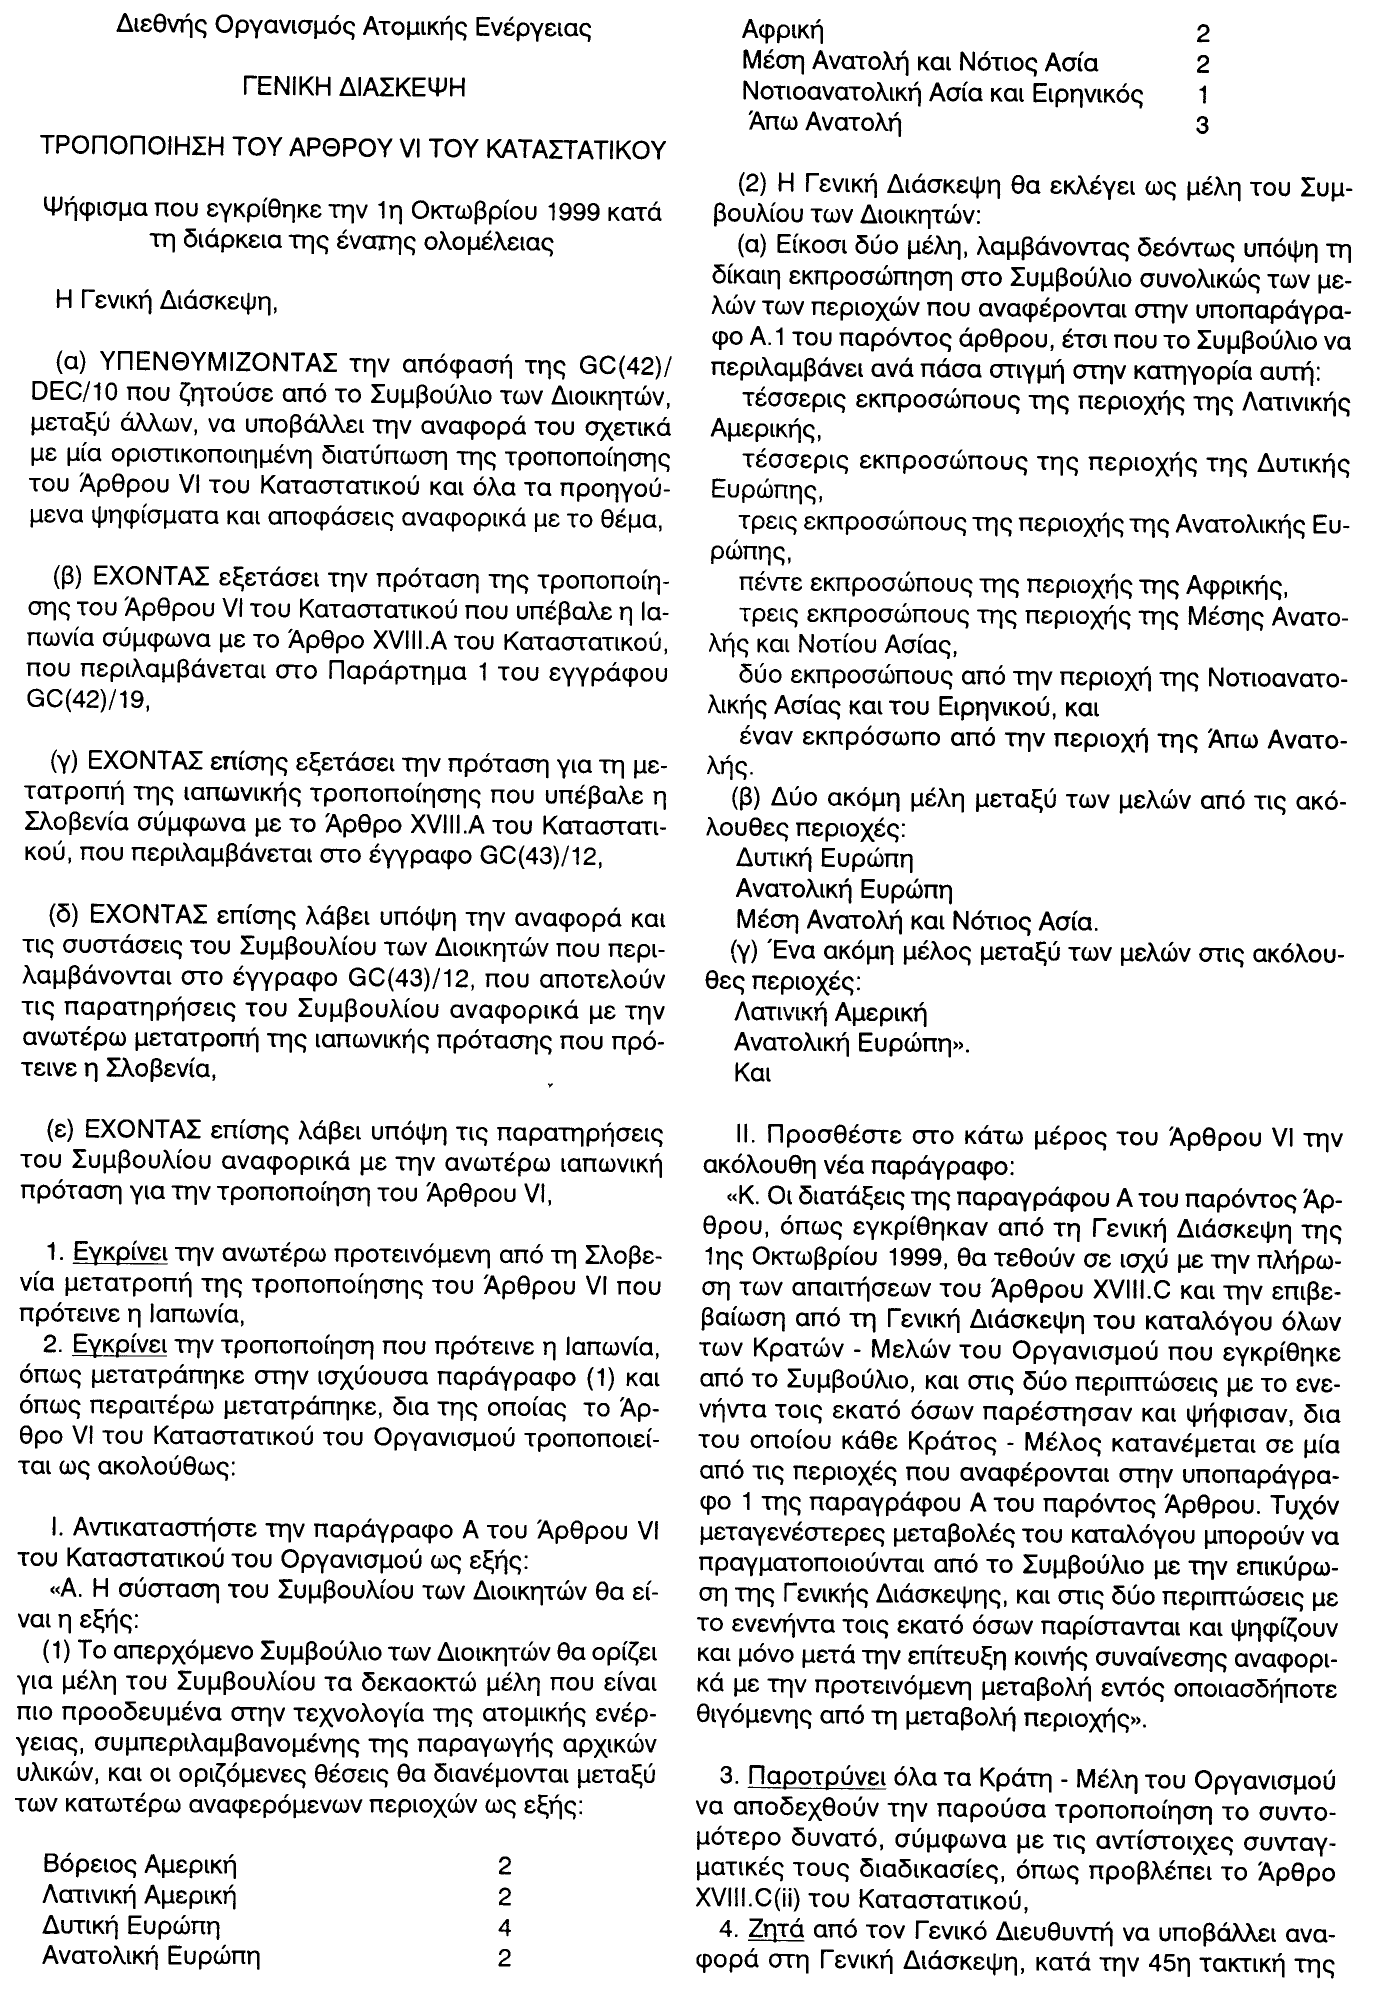 Διεθνής Οργανισμός Ατομικής Ενέργειας
ΓΕΝΙΚΗ ΔΙΑΣΚΕΨΗ
ΤΡΟΠΟΠΟΙΗΣΗ ΤΟΥ ΑΡΘΡΟΥ VI ΤΟΥ ΚΑΤΑΣΤΑΤΙΚΟΥ
Ψήφισμα που εγκρίθηκε την 1η Οκτωβρίου 1999 κατά
τη διάρκεια της ένατης ολομέλειας
Η Γενική Διάσκεψη,
(α) ΥΠΕΝΘΥΜΙΖΟΝΤΑΣ την απόφασή της GC(42)/
DEC/10 που ζητούσε από το Συμβούλιο των Διοικητών,
μεταξύ άλλων, να υποβάλλει την αναφορά του σχετικά
με μία οριστικοποιημένη διατύπωση της τροποποίησης
του Άρθρου VI του Καταστατικού και όλα τα προηγού-
μενα ψηφίσματα και αποφάσεις αναφορικά με το θέμα,
(β) ΕΧΟΝΤΑΣ εξετάσει την πρόταση της τροποποίη-
σης του Άρθρου VI του Καταστατικού που υπέβαλε η Ια-
πωνία σύμφωνα με το Άρθρο XVIII.A του Καταστατικού,
που περιλαμβάνεται στο Παράρτημα 1 του εγγράφου
GC(42)/19,
(γ) ΕΧΟΝΤΑΣ επίσης εξετάσει την πρόταση για τη με-
τατροπή της ιαπωνικής τροποποίησης που υπέβαλε η
Σλοβενία σύμφωνα με το Άρθρο XVIII.A του Καταστατι-
κού, που περιλαμβάνεται στο έγγραφο GC(43)/12,
(δ) ΕΧΟΝΤΑΣ επίσης λάβει υπόψη την αναφορά και
τις συστάσεις του Συμβουλίου των Διοικητών που περι-
λαμβάνονται στο έγγραφο GC(43)/12, που αποτελούν
τις παρατηρήσεις του Συμβουλίου αναφορικά με την
ανωτέρω μετατροπή της ιαπωνικής πρότασης που πρό-
τεινε η Σλοβενία,
(ε) ΕΧΟΝΤΑΣ επίσης λάβει υπόψη τις παρατηρήσεις
του Συμβουλίου αναφορικά με την ανωτέρω ιαπωνική
πρόταση για την τροποποίηση του Άρθρου VI,
1. Εγκρίνει την ανωτέρω προτεινόμενη από τη Σλοβε-
νία μετατροπή της τροποποίησης του Άρθρου VI που
πρότεινε η Ιαπωνία,
2. Εγκρίνει την τροποποίηση που πρότεινε η Ιαπωνία,
όπως μετατράπηκε στην ισχύουσα παράγραφο (1) και
όπως περαιτέρω μετατράπηκε, δια της οποίας το Άρ-
θρο VI του Καταστατικού του Οργανισμού τροποποιεί-
ται ως ακολούθως:
I. Αντικαταστήστε την παράγραφο Α του Άρθρου VI
του Καταστατικού του Οργανισμού ως εξής:
«Α. Η σύσταση του Συμβουλίου των Διοικητών θα εί-
ναι η εξής:
(1) Το απερχόμενο Συμβούλιο των Διοικητών θα ορίζει
για μέλη του Συμβουλίου τα δεκαοκτώ μέλη που είναι
πιο προοδευμένα στην τεχνολογία της ατομικής ενέρ-
γειας, συμπεριλαμβανομένης της παραγωγής αρχικών
υλικών, και οι οριζόμενες θέσεις θα διανέμονται μεταξύ
των κατωτέρω αναφερόμενων περιοχών ως εξής:
Βόρειος Αμερική 2
Λατινική Αμερική 2
Δυτική Ευρώπη 4
Ανατολική Ευρώπη 2
Αφρική 2
Μέση Ανατολή και Νότιος Ασία 2
Νοτιοανατολική Ασία και Ειρηνικός 1
Άπω Ανατολή 3
(2) Η Γενική Διάσκεψη θα εκλέγει ως μέλη του Συμ-
βουλίου των Διοικητών:
(α) Είκοσι δύο μέλη, λαμβάνοντας δεόντως υπόψη τη
δίκαιη εκπροσώπηση στο Συμβούλιο συνολικώς των με-
λών των περιοχών που αναφέρονται στην υποπαράγρα-
φο Α.1 του παρόντος άρθρου, έτσι που το Συμβούλιο να
περιλαμβάνει ανά πάσα στιγμή στην κατηγορία αυτή:
τέσσερις εκπροσώπους της περιοχής της Λατινικής
Αμερικής,
τέσσερις εκπροσώπους της περιοχής της Δυτικής
Ευρώπης,
τρεις εκπροσώπους της περιοχής της Ανατολικής Ευ-
ρώπης,
πέντε εκπροσώπους της περιοχής της Αφρικής,
τρεις εκπροσώπους της περιοχής της Μέσης Ανατο-
λής και Νοτίου Ασίας,
δύο εκπροσώπους από την περιοχή της Νοτιοανατο-
λικής Ασίας και του Ειρηνικού, και
έναν εκπρόσωπο από την περιοχή της Άπω Ανατο-
λής.
(β) Δύο ακόμη μέλη μεταξύ των μελών από τις ακό-
λουθες περιοχές:
Δυτική Ευρώπη
Ανατολική Ευρώπη
Μέση Ανατολή και Νότιος Ασία.
(γ) Ένα ακόμη μέλος μεταξύ των μελών στις ακόλου-
θες περιοχές:
Λατινική Αμερική
Ανατολική Ευρώπη».
Και
II. Προσθέστε στο κάτω μέρος του Άρθρου VI την
ακόλουθη νέα παράγραφο:
«Κ. Οι διατάξεις της παραγράφου Α του παρόντος Άρ-
θρου, όπως εγκρίθηκαν από τη Γενική Διάσκεψη της
1ης Οκτωβρίου 1999, θα τεθούν σε ισχύ με την πλήρω-
ση των απαιτήσεων του Άρθρου XVIII.C και την επιβε-
βαίωση από τη Γενική Διάσκεψη του καταλόγου όλων
των Κρατών - Μελών του Οργανισμού που εγκρίθηκε
από το Συμβούλιο, και στις δύο περιπτώσεις με το ενε-
νήντα τοις εκατό όσων παρέστησαν και ψήφισαν, δια
του οποίου κάθε Κράτος - Μέλος κατανέμεται σε μία
από τις περιοχές που αναφέρονται στην υποπαράγρα-
φο 1 της παραγράφου Α του παρόντος Άρθρου. Τυχόν
μεταγενέστερες μεταβολές του καταλόγου μπορούν να
πραγματοποιούνται από το Συμβούλιο με την επικύρω-
ση της Γενικής Διάσκεψης, και στις δύο περιπτώσεις με
το ενενήντα τοις εκατό όσων παρίστανται και ψηφίζουν
και μόνο μετά την επίτευξη κοινής συναίνεσης αναφορι-
κά με την προτεινόμενη μεταβολή εντός οποιασδήποτε
θιγόμενης από τη μεταβολή περιοχής».
3. Παροτρύνει όλα τα Κράτη - Μέλη του Οργανισμού
να αποδεχθούν την παρούσα τροποποίηση το συντο-
μότερο δυνατό, σύμφωνα με τις αντίστοιχες συνταγ-
ματικές τους διαδικασίες, όπως προβλέπει το Άρθρο
XVIII.C(ii) του Καταστατικού,
4. Ζητά από τον Γενικό Διευθυντή να υποβάλλει ανα-
φορά στη Γενική Διάσκεψη, κατά την 45η τακτική της